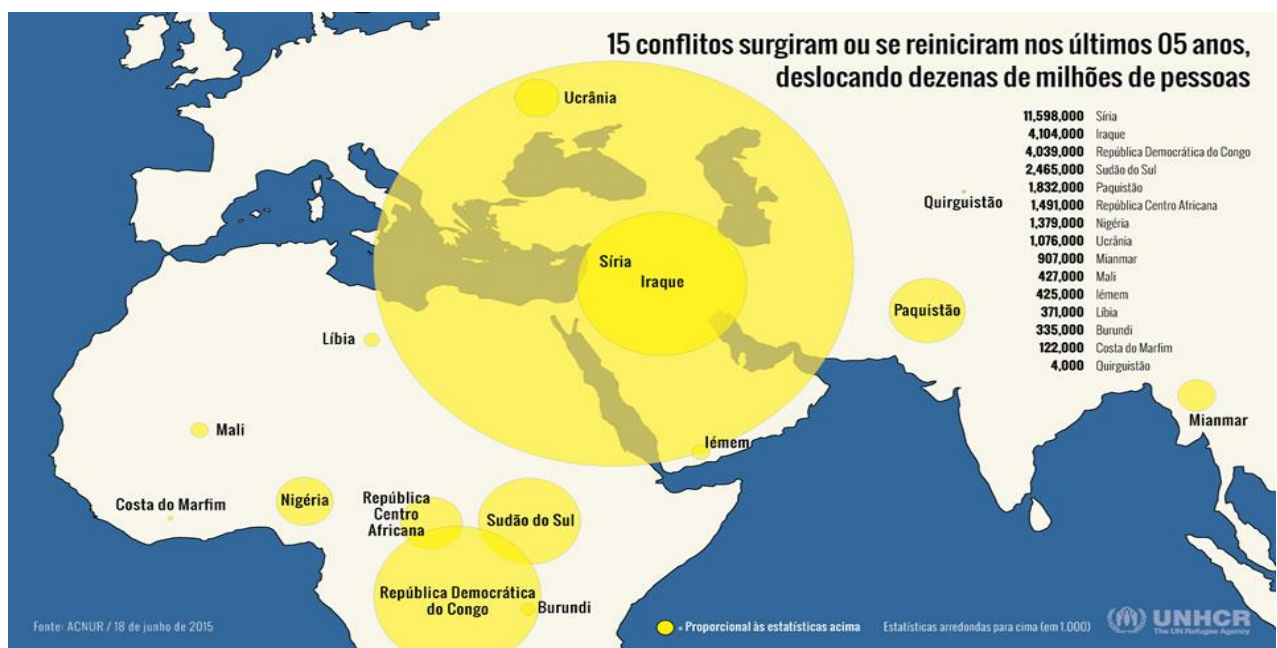 15 conflitos surgiram ou se reiniciram nos últimos 05 anos,
deslocando dezenas de milhões de pessoas
11,598,000 Síria
4,104,000 Iraque
4,039,000 República Democrática do Congo
2,465,000 Sudão do Sul
1,832,000 Paquistão
1,491,000 República Centro Africana
1,379,000 Nigéria
1,076,000 Ucrânia
907,000 Mianmar
427,000 Mali
425,000 Iémem
371,000 Líbia
335,000 Burundi
122,000 Costa do Marfim
4,000 Quirguistão
Ucrânia
Quirguistão
Síria
Iraque
Paquistão
Líbia
Mianmar
Mali
Iémem
Costa do Marfim
Nigéria
República
Centro
Africana
Sudão do Sul
República Democrática
do Congo
Burundi
Fonte: ACNUR / 18 de junho de 2015
= Proporcional às estatísticas acima
Estatísticas arredondas para cima (em 1.000)
UNHCR
The UN Refugee Agency